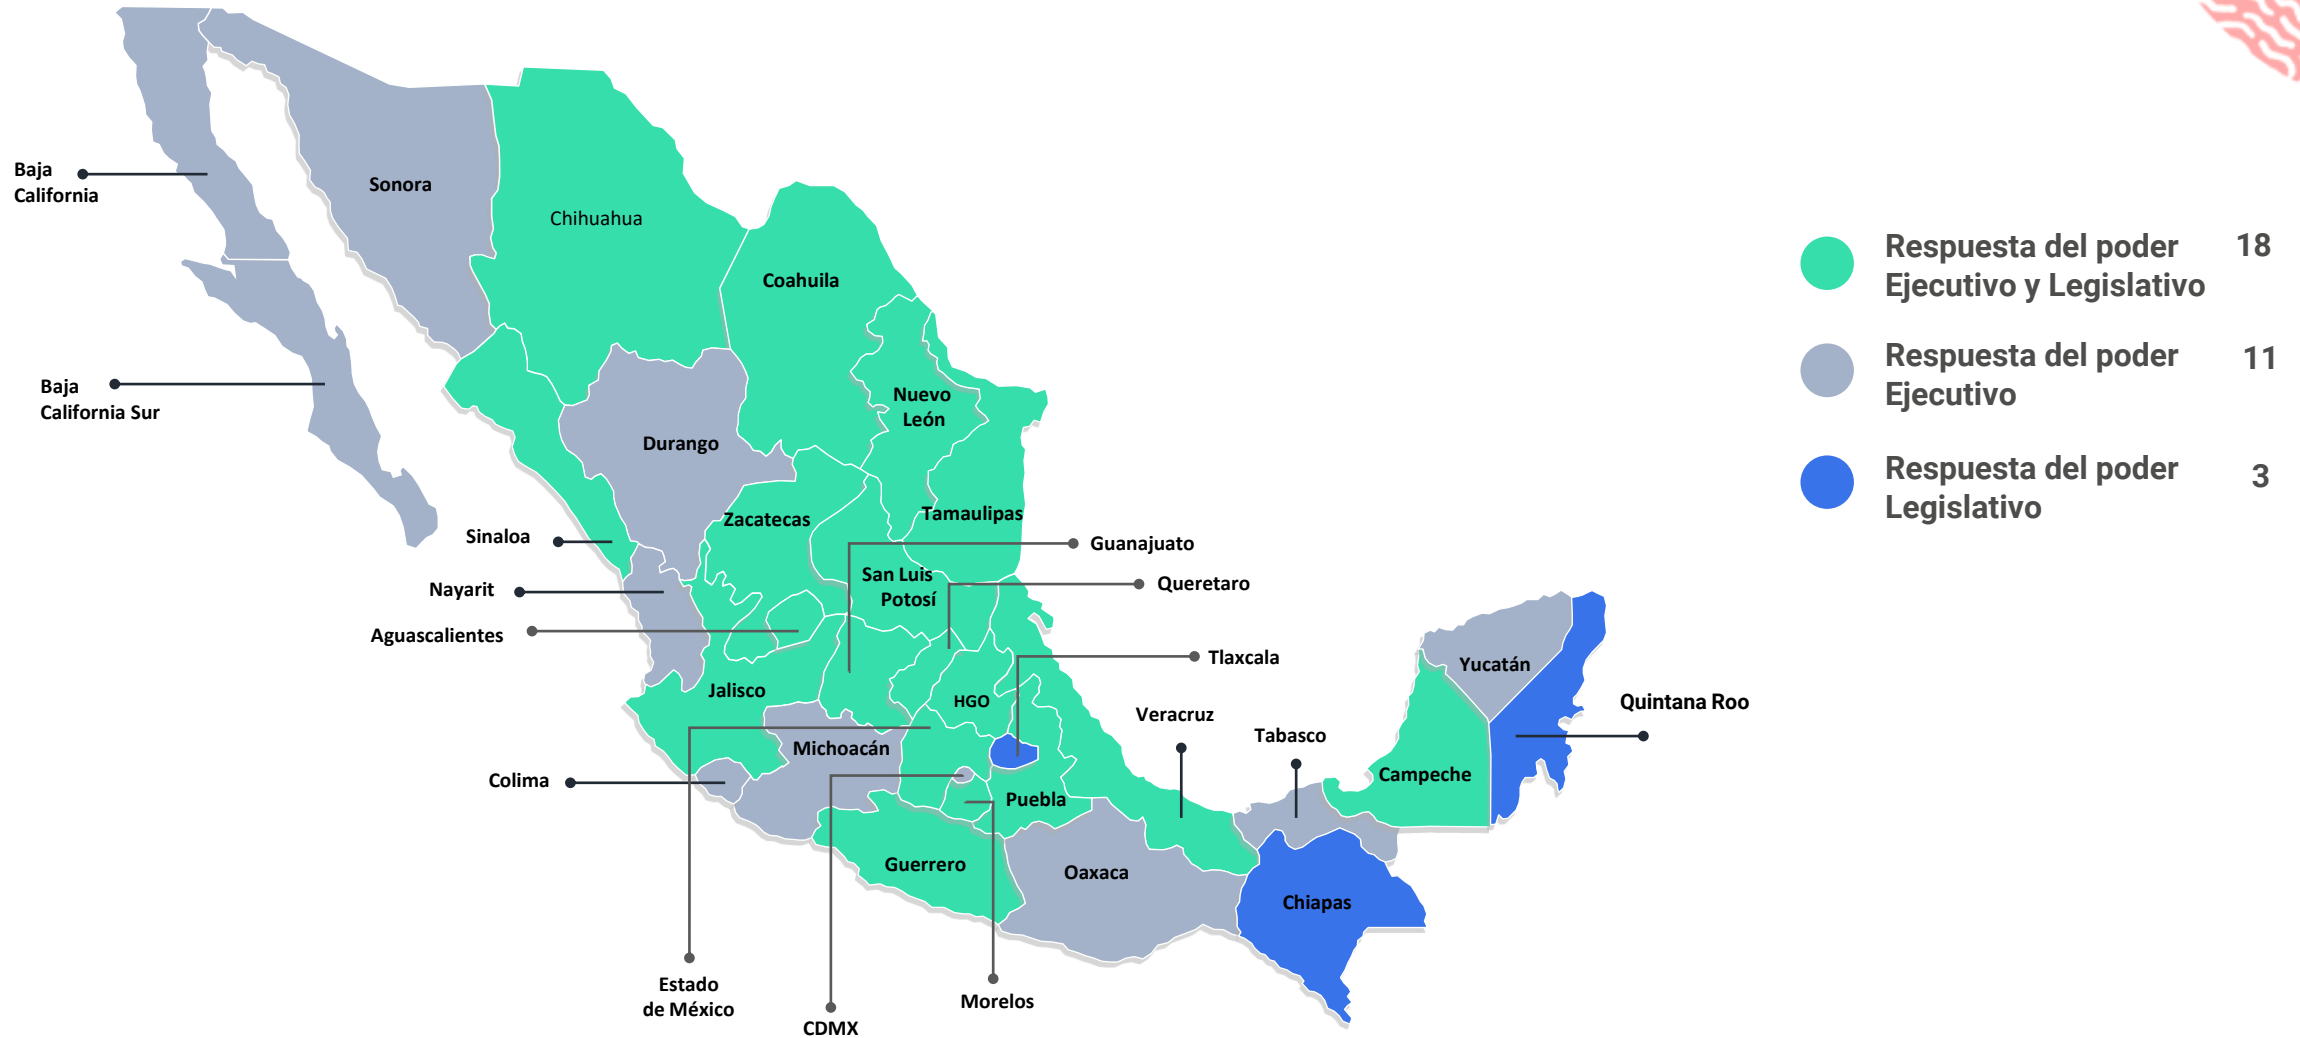 Baja
California
Sonora
Chihuahua
Coahuila
Baja
California Sur
Nuevo
León
Durango
Zacatecas
Tamaulipas
Sinaloa
Guanajuato
San Luis
Potosí
Queretaro
Nayarit
Aguascalientes
Tlaxcala
Jalisco
HGO
Yucatán
Quintana Roo
Veracruz
Tabasco
Michoacán
Colima
Campeche
Puebla
Guerrero
Oaxaca
Chiapas
Estado
de México
Morelos
CDMX
Respuesta del poder 18
Ejecutivo y Legislativo
Respuesta del poder 11
Ejecutivo
Respuesta del poder 3
Legislativo